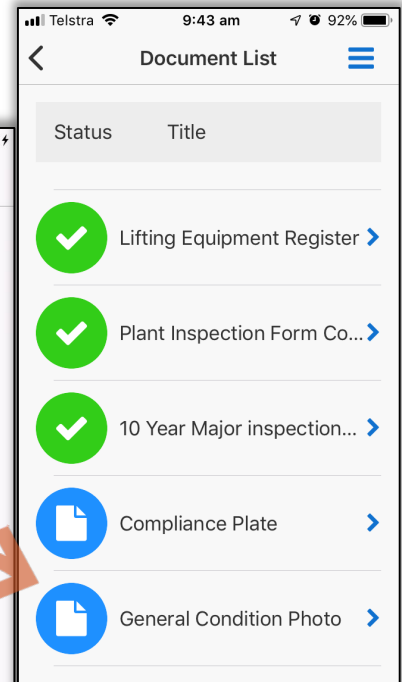 Telstra 9:43 am 92%
Document List
Status Title
Lifting Equipment Register
Plant Inspection Form Co...
10 Year Major inspection...
Compliance Plate
General Condition Photo